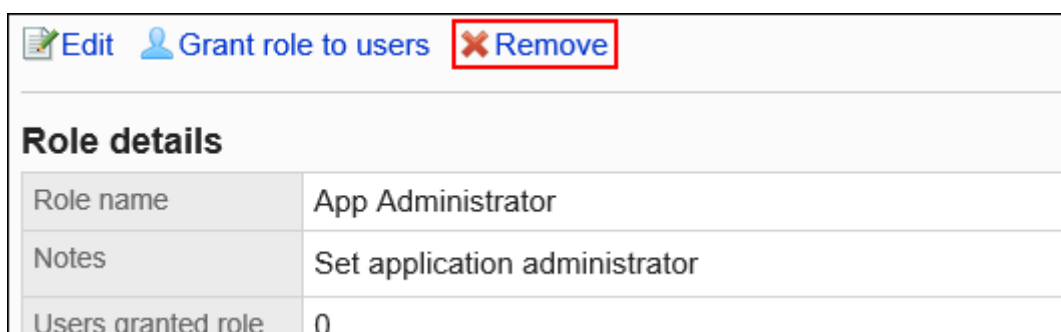 Edit Grant role to users Remove
Role details
Role name App Administrator
Notes Set application administrator
Users granted role 0